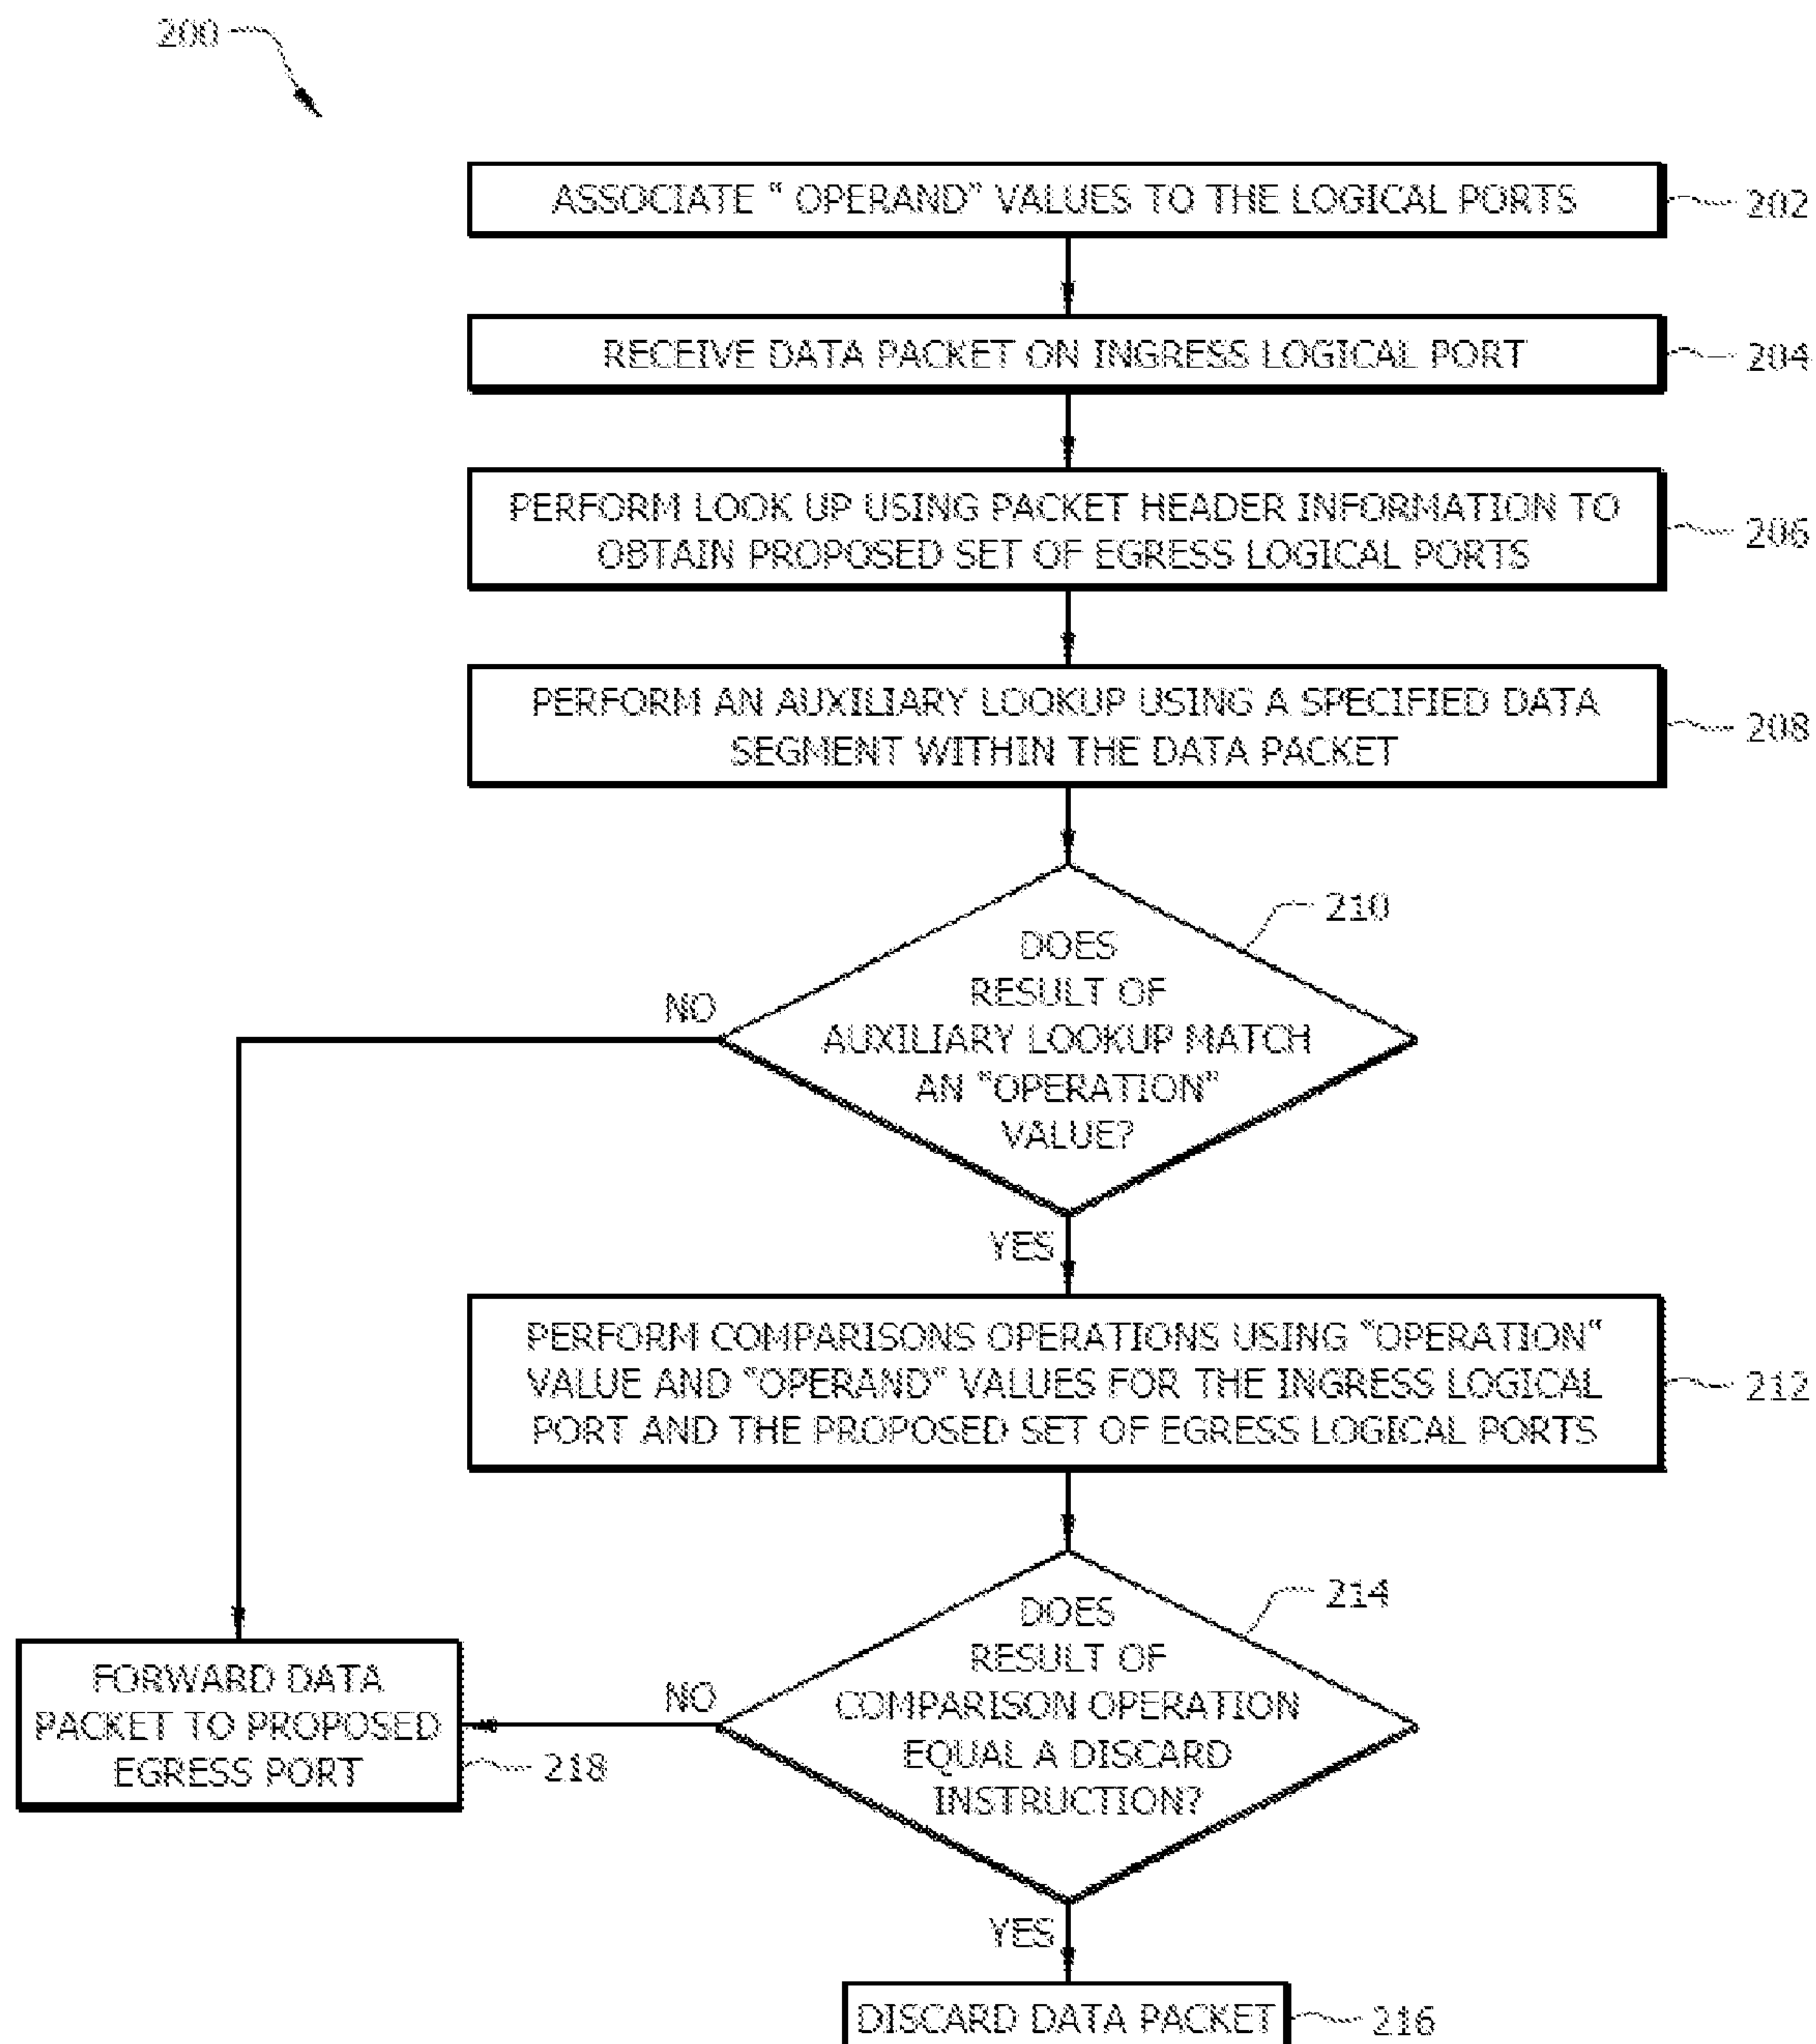 200
ASSOCIATE " OPERAND" VALUES TO THE LOGICAL PORTS
202
RECEIVE DATA PACKET ON INGRESS LOGICAL PORT
204
PERFORM LOOK UP USING PACKET HEADER INFORMATION TO
OBTAIN PROPOSED SET OF EGRESS LOGICAL PORTS
206
PERFORM AN AUXILIARY LOOKUP USING A SPECIFIED DATA
SEGMENT WITHIN THE DATA PACKET
208
210
DOES
RESULT OF
AUXILIARY LOOKUP MATCH
AN "OPERATION"
VALUE?
NO
YES
PERFORM COMPARISONS OPERATIONS USING "OPERATION"
VALUE AND "OPERAND" VALUES FOR THE INGRESS LOGICAL
PORT AND THE PROPOSED SET OF EGRESS LOGICAL PORTS
212
214
DOES
RESULT OF
COMPARISON OPERATION
EQUAL A DISCARD
INSTRUCTION?
NO
FORWARD DATA
PACKET TO PROPOSED
EGRESS PORT
218
YES
DISCARD DATA PACKET
216